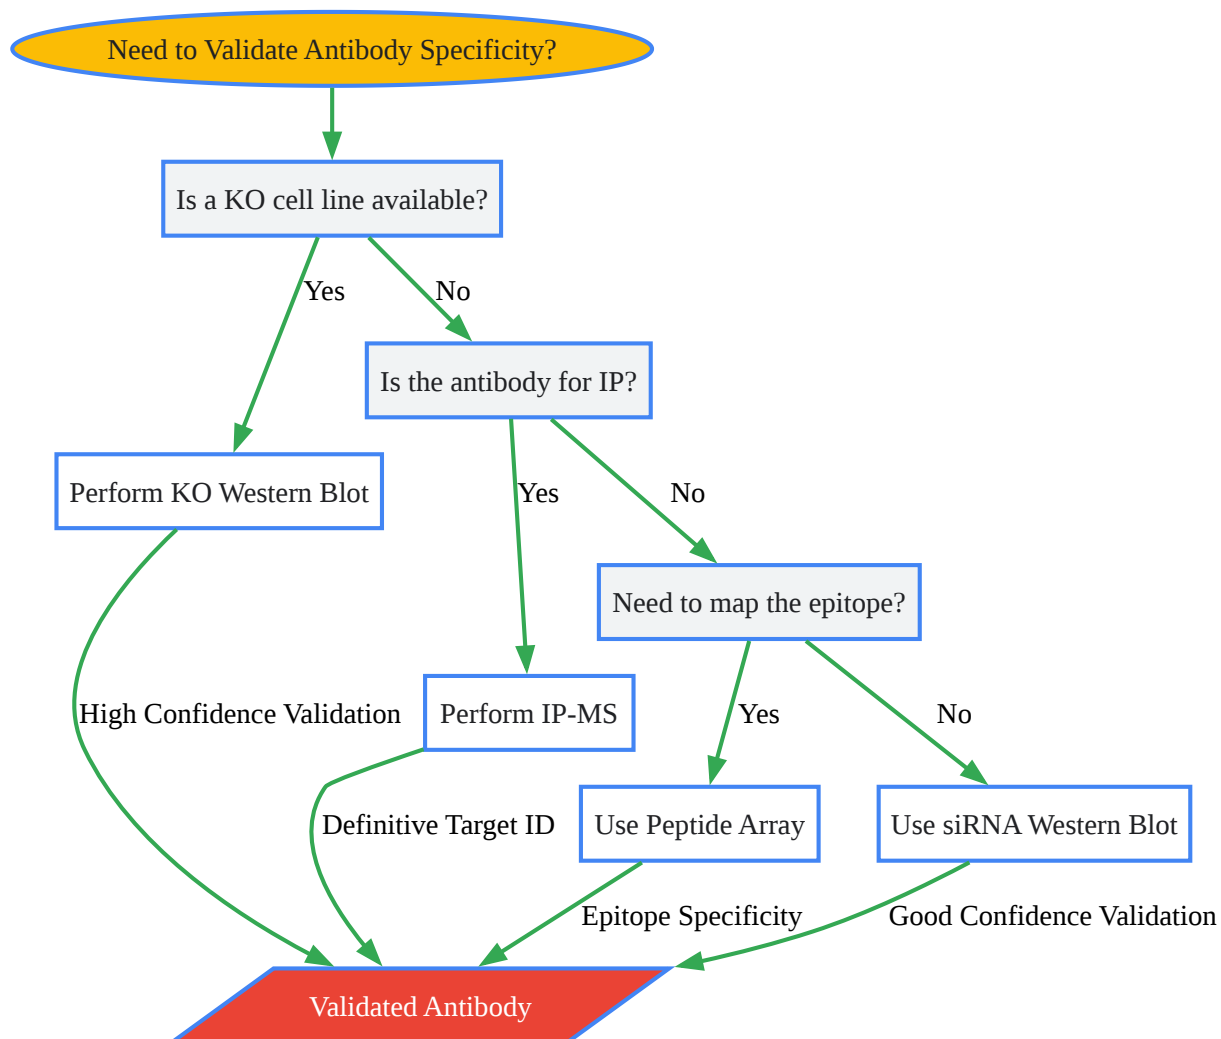 Need to Validate Antibody Specificity?
Is a KO cell line available?
Yes
No
Is the antibody for IP?
Perform KO Western Blot
Yes
No
Need to map the epitope?
High Confidence Validation
Perform IP-MS
Yes
No
Definitive Target ID
Use Peptide Array
Use siRNA Western Blot
Epitope Specificity
Good Confidence Validation
Validated Antibody